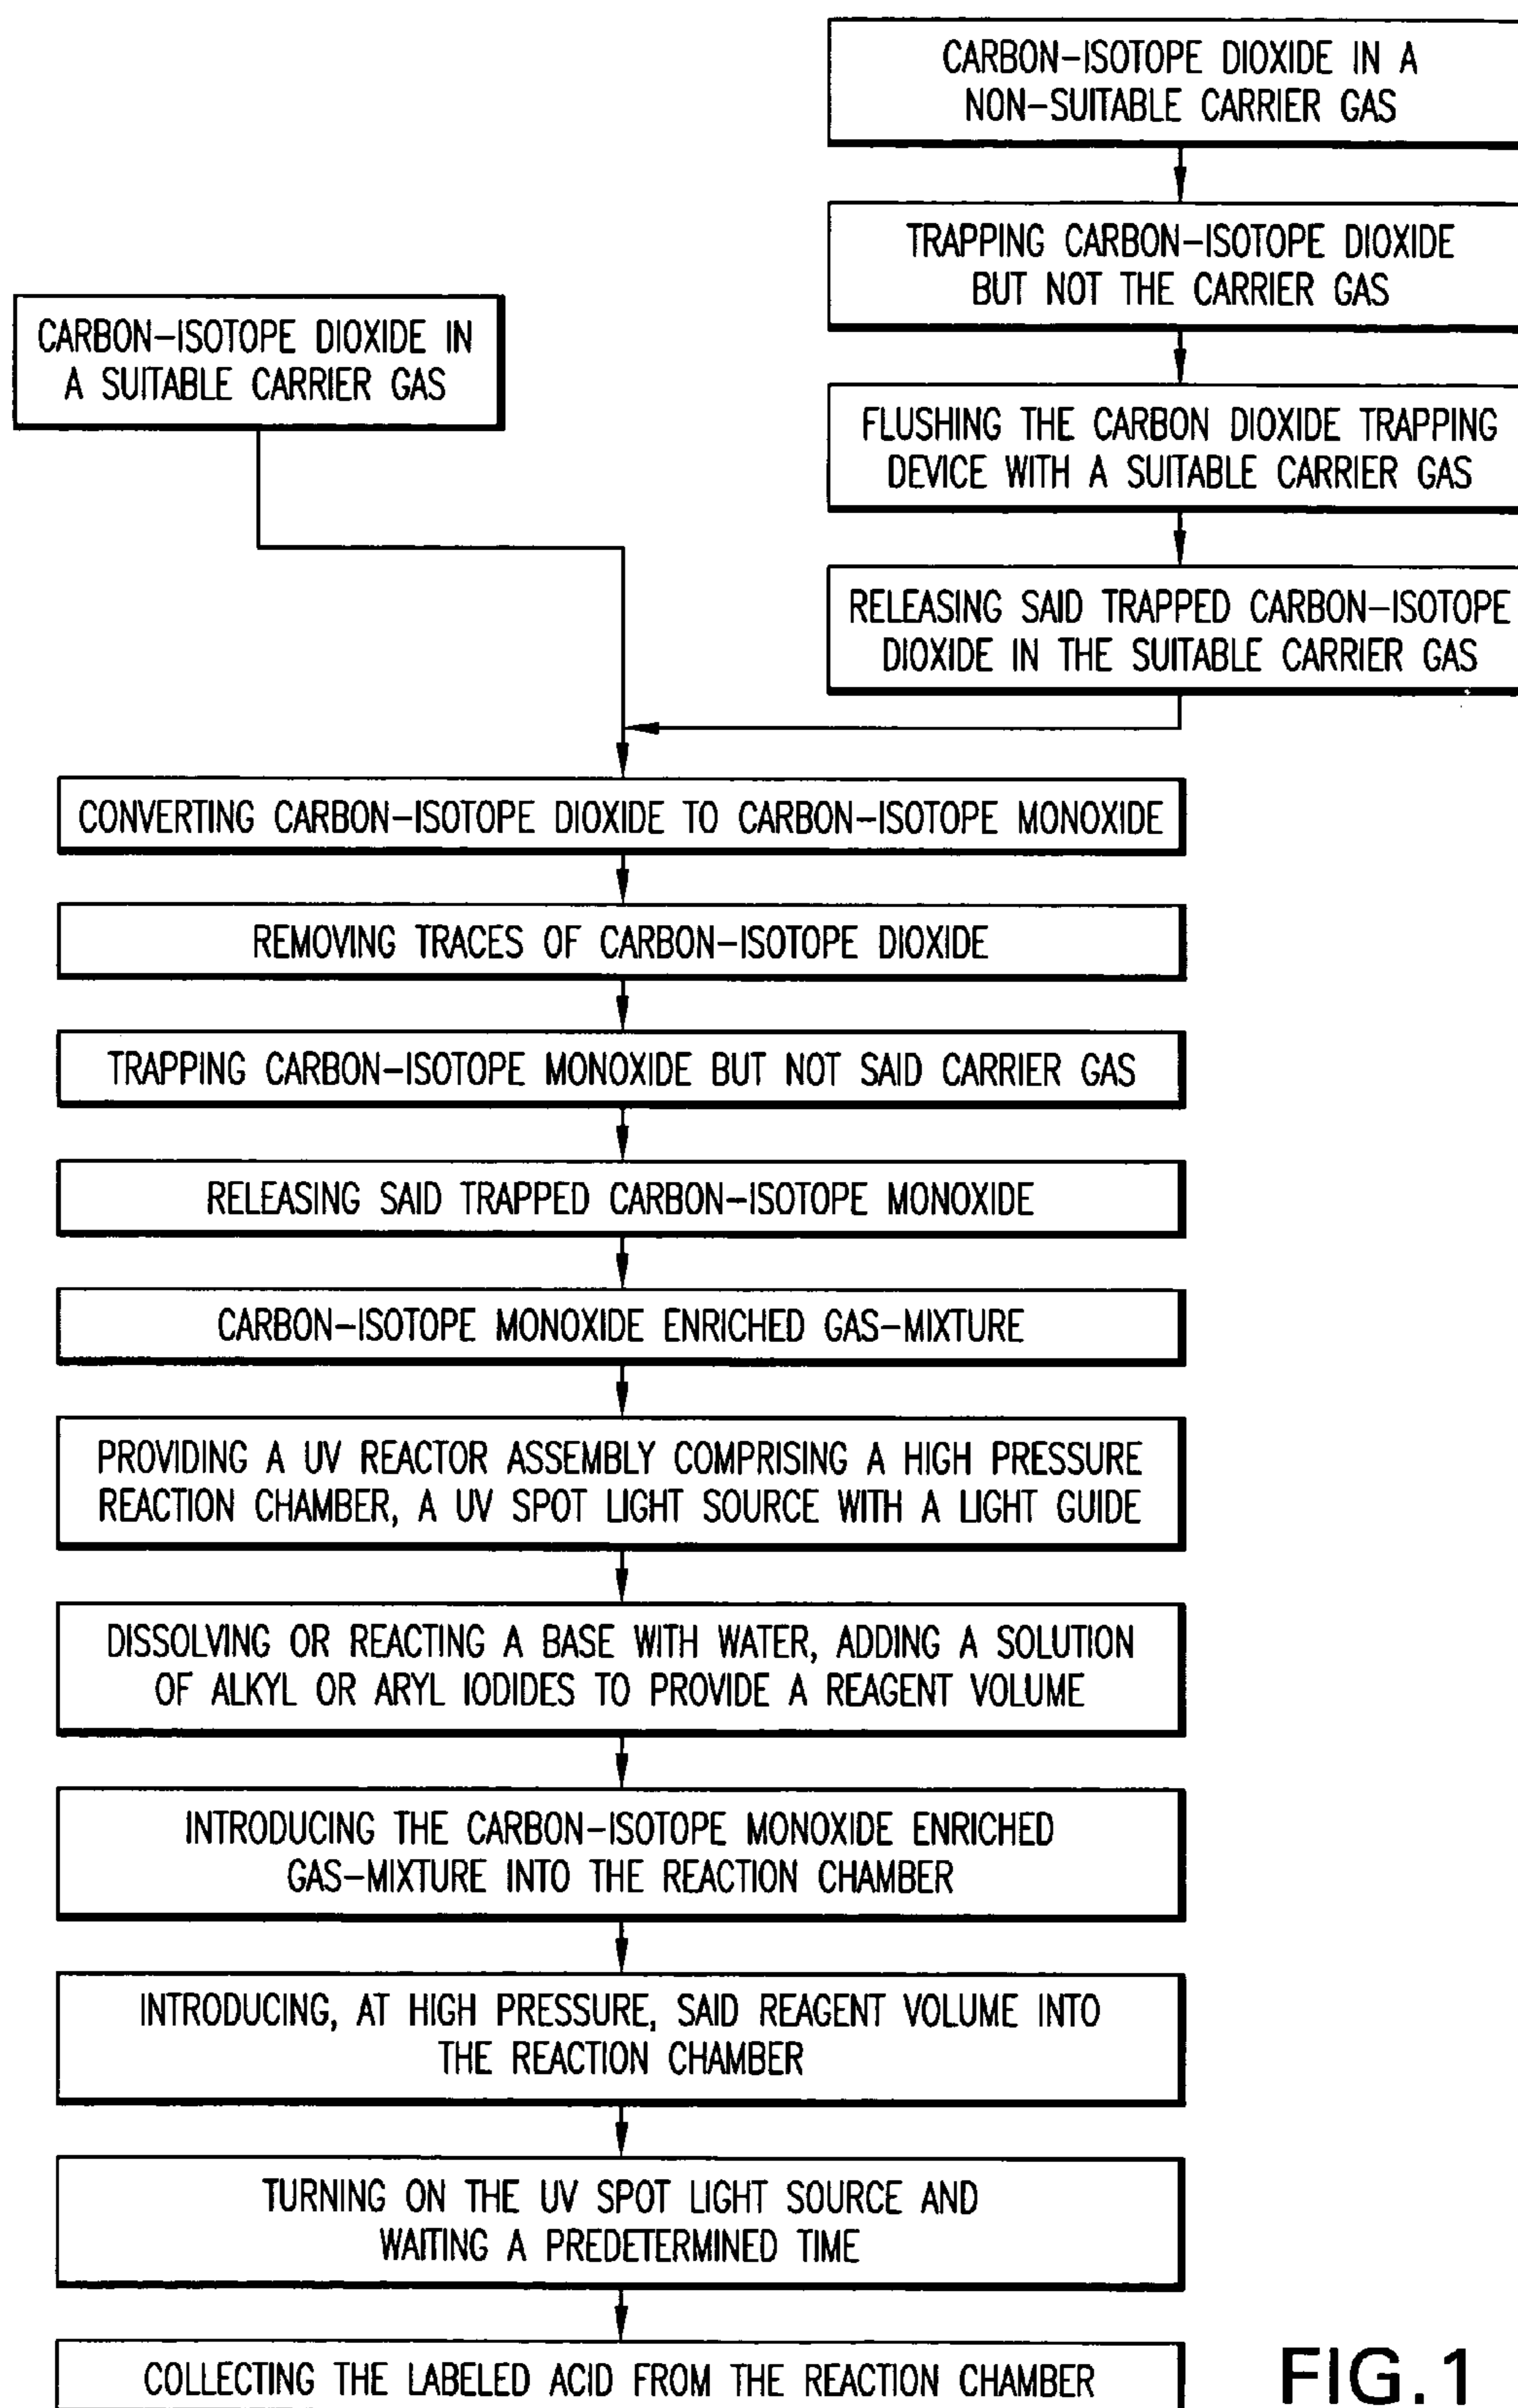 CARBON-ISOTOPE DIOXIDE IN A
NON-SUITABLE CARRIER GAS
TRAPPING CARBON-ISOTOPE DIOXIDE
BUT NOT THE CARRIER GAS
CARBON-ISOTOPE DIOXIDE IN
A SUITABLE CARRIER GAS
FLUSHING THE CARBON DIOXIDE TRAPPING
DEVICE WITH A SUITABLE CARRIER GAS
RELEASING SAID TRAPPED CARBON-ISOTOPE
DIOXIDE IN THE SUITABLE CARRIER GAS
CONVERTING CARBON-ISOTOPE DIOXIDE TO CARBON-ISOTOPE MONOXIDE
REMOVING TRACES OF CARBON-ISOTOPE DIOXIDE
TRAPPING CARBON-ISOTOPE MONOXIDE BUT NOT SAID CARRIER GAS
RELEASING SAID TRAPPED CARBON-ISOTOPE MONOXIDE
CARBON-ISOTOPE MONOXIDE ENRICHED GAS-MIXTURE
PROVIDING A UV REACTOR ASSEMBLY COMPRISING A HIGH PRESSURE
REACTION CHAMBER, A UV SPOT LIGHT SOURCE WITH A LIGHT GUIDE
DISSOLVING OR REACTING A BASE WITH WATER, ADDING A SOLUTION
OF ALKYL OR ARYL IODIDES TO PROVIDE A REAGENT VOLUME
INTRODUCING THE CARBON-ISOTOPE MONOXIDE ENRICHED
GAS-MIXTURE INTO THE REACTION CHAMBER
INTRODUCING, AT HIGH PRESSURE, SAID REAGENT VOLUME INTO
THE REACTION CHAMBER
TURNING ON THE UV SPOT LIGHT SOURCE AND
WAITING A PREDETERMINED TIME
COLLECTING THE LABELED ACID FROM THE REACTION CHAMBER
FIG.1